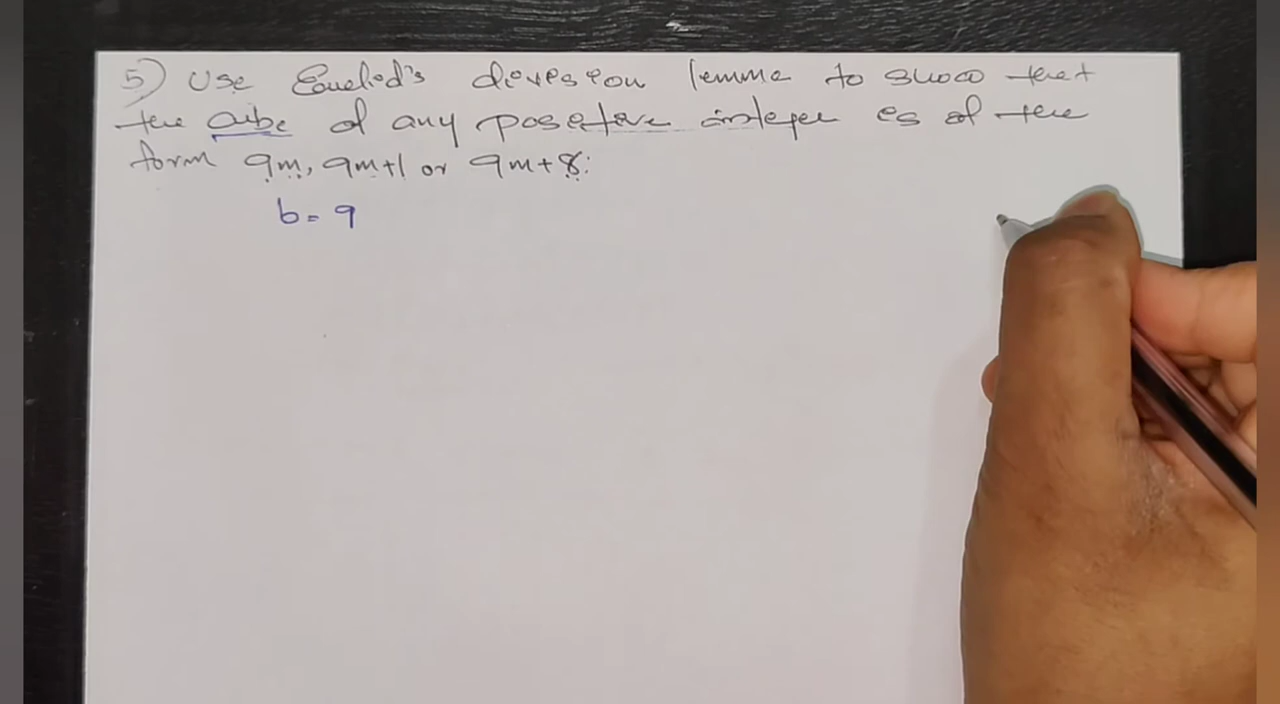 5) Use Euclid's division lemma to show that
the cube of any positive integer is of the
form 9m, 9m+1 or 9m+8.
b = 9